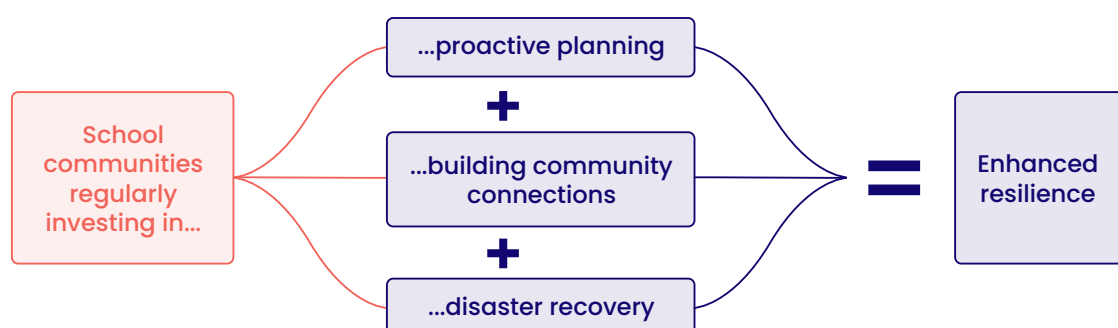 School
communities
regularly
investing in...
...proactive planning
+
...building community
connections
+
...disaster recovery
=
Enhanced
resilience